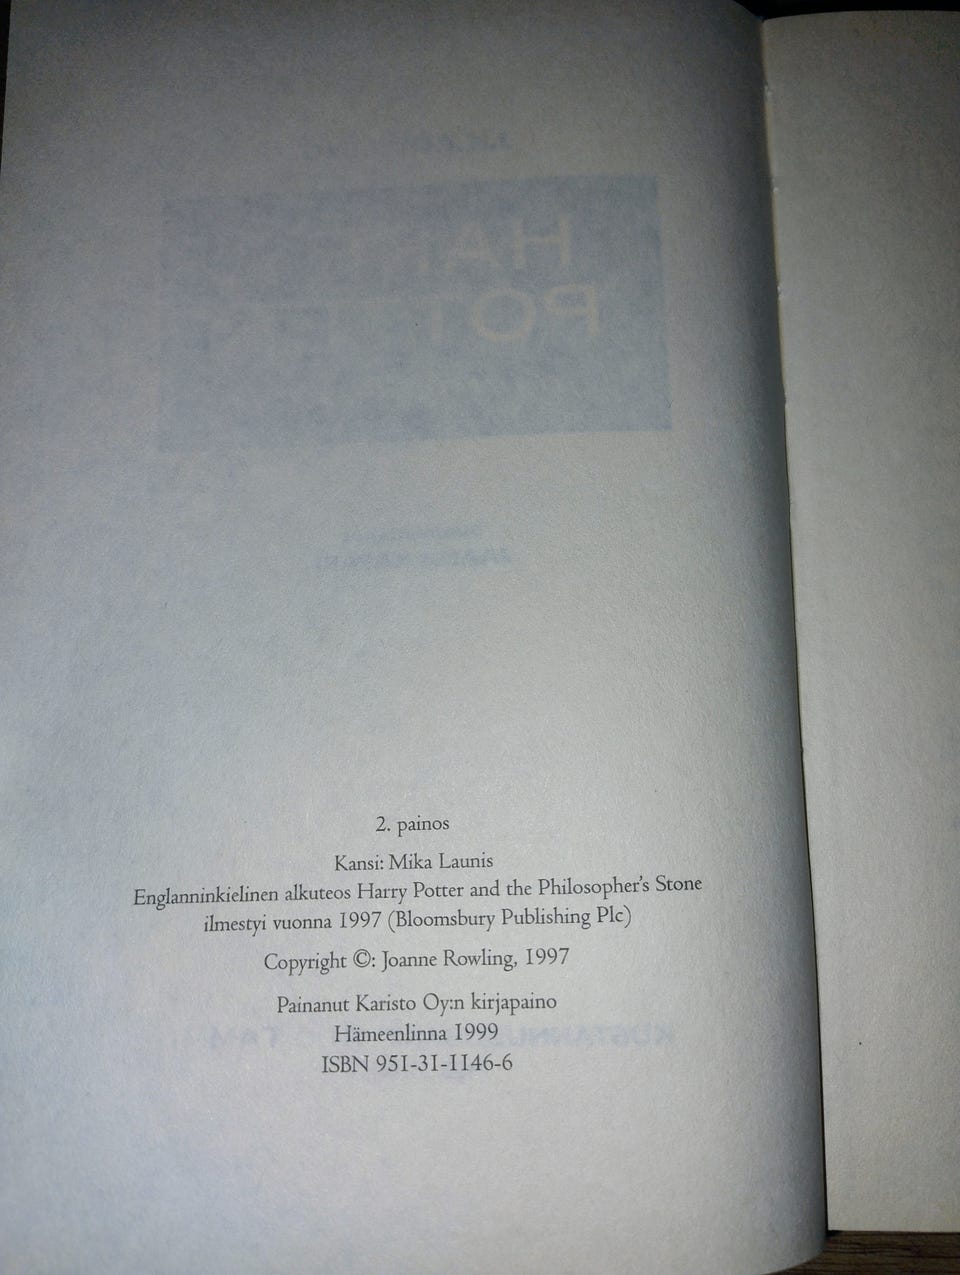 2. painos
Kansi: Mika Launis
Englanninkielinen alkuteos Harry Potter and the Philosopher's Stone
ilmestyi vuonna 1997 (Bloomsbury Publishing Plc)
Copyright ©: Joanne Rowling, 1997
Painanut Karisto Oy:n kirjapaino
Hämeenlinna 1999
ISBN 951-31-1146-6